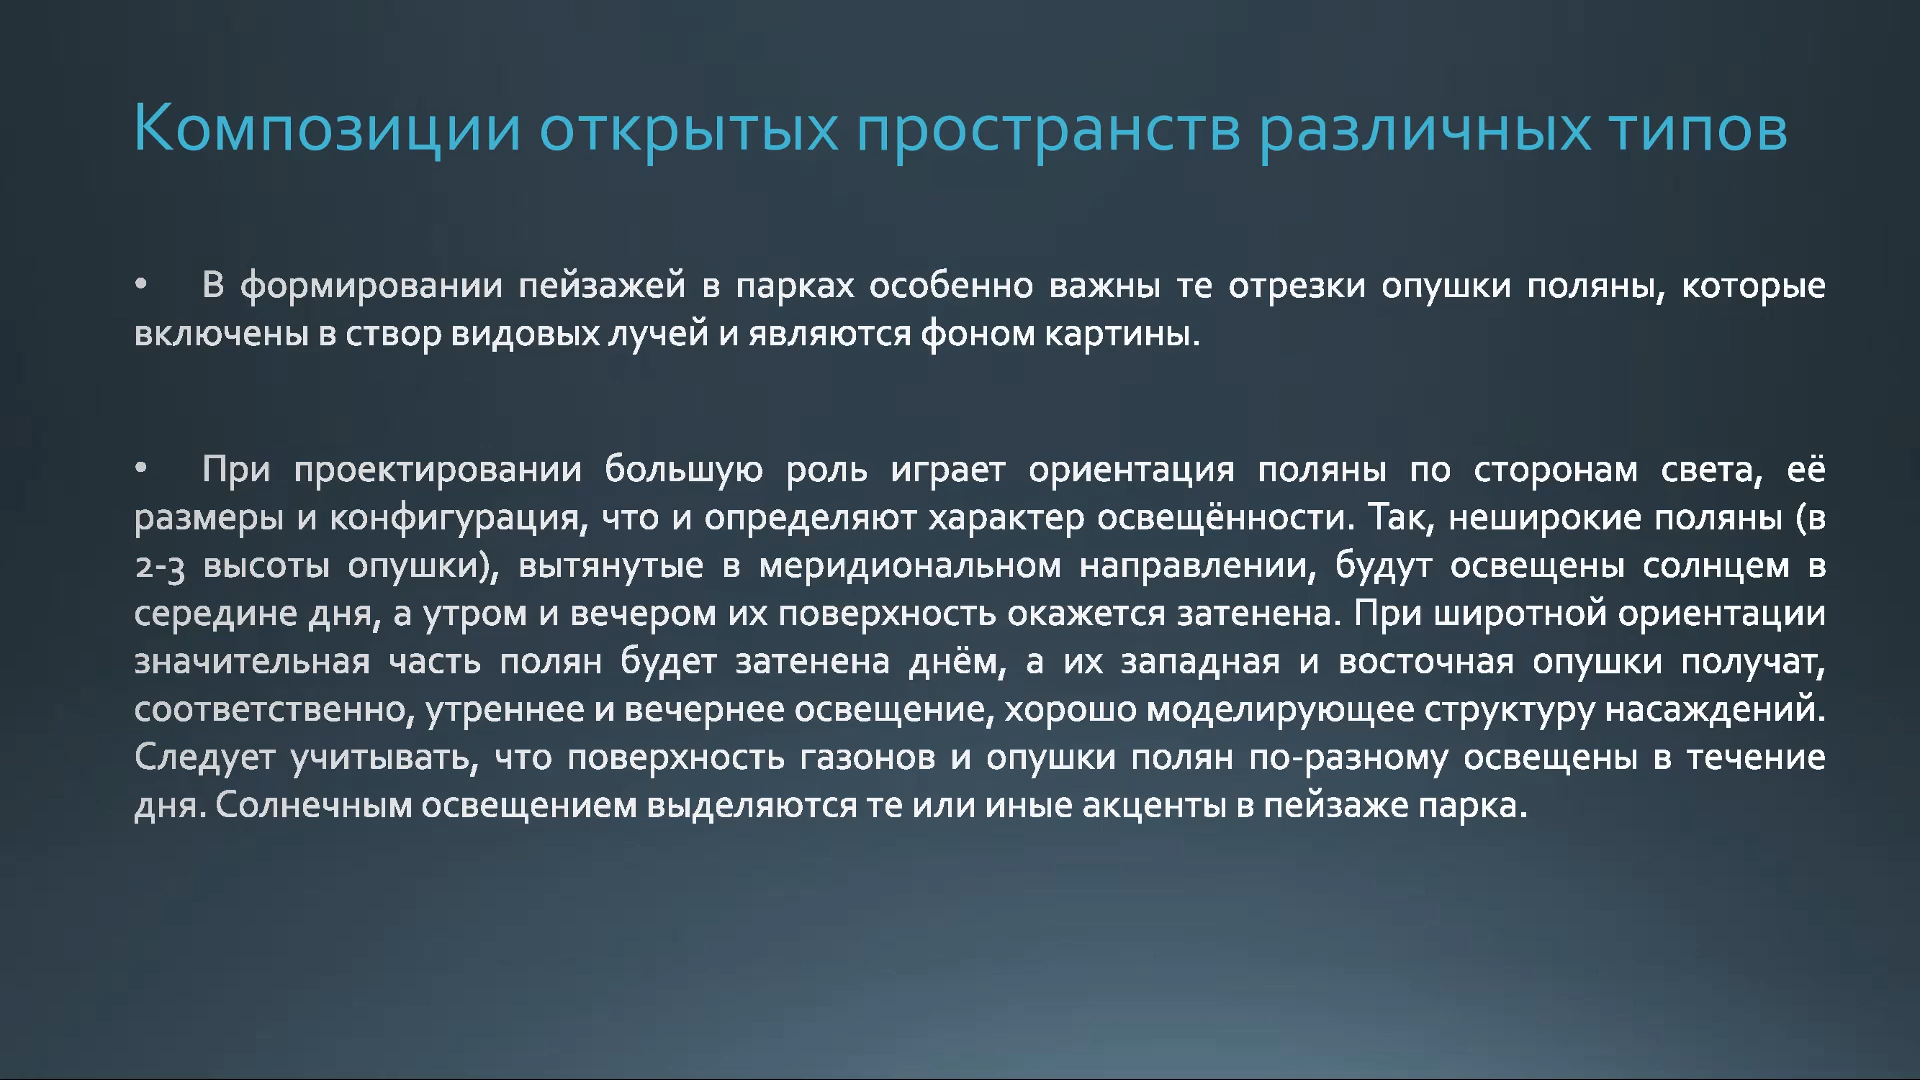 Композиции открытых пространств различных типов
• В формировании пейзажей в парках особенно важны те отрезки опушки поляны, которые
включены в створ видовых лучей и являются фоном картины.
• При проектировании большую роль играет ориентация поляны по сторонам света, её
размеры и конфигурация, что и определяют характер освещённости. Так, неширокие поляны (в
2-3 высоты опушки), вытянутые в меридиональном направлении, будут освещены солнцем в
середине дня, а утром и вечером их поверхность окажется затенена. При широтной ориентации
значительная часть полян будет затенена днём, а их западная и восточная опушки получат,
соответственно, утреннее и вечернее освещение, хорошо моделирующее структуру насаждений.
Следует учитывать, что поверхность газонов и опушки полян по-разному освещены в течение
дня. Солнечным освещением выделяются те или иные акценты в пейзаже парка.